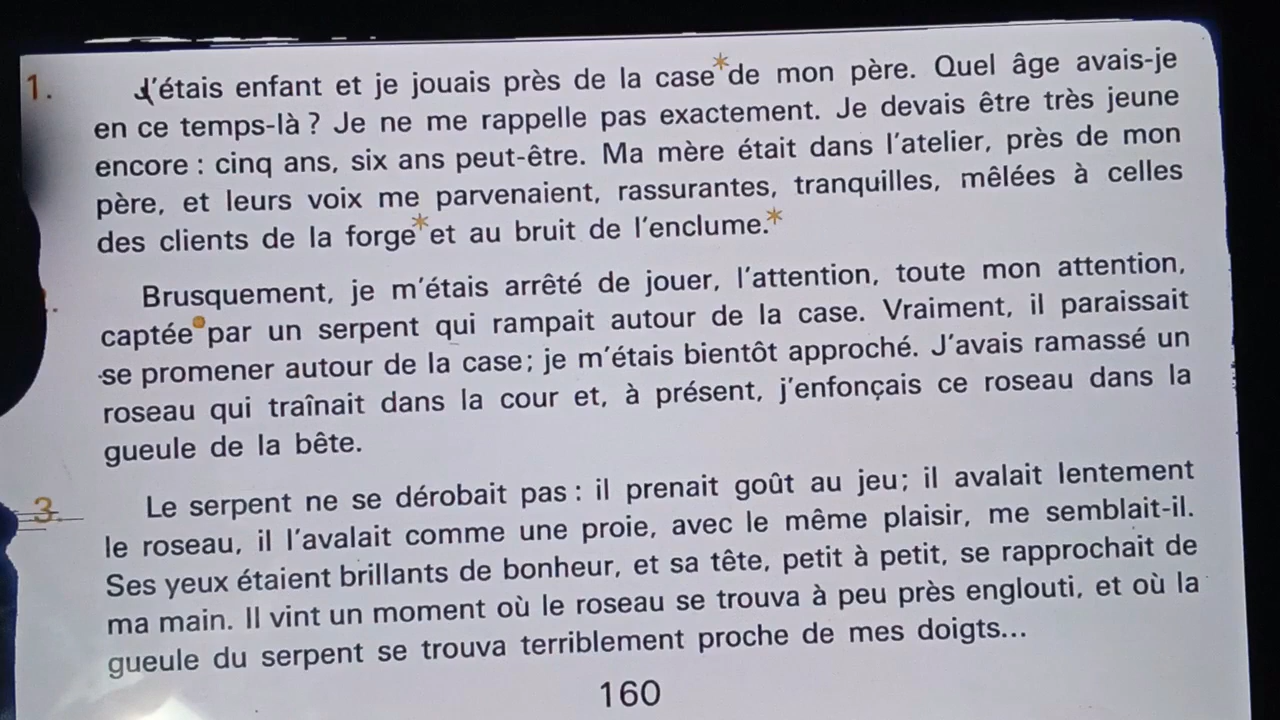 1. J'étais enfant et je jouais près de la case* de mon père. Quel âge avais-je
en ce temps-là ? Je ne me rappelle pas exactement. Je devais être très jeune
encore : cinq ans, six ans peut-être. Ma mère était dans l'atelier, près de mon
père, et leurs voix me parvenaient, rassurantes, tranquilles, mêlées à celles
des clients de la forge* et au bruit de l'enclume.*
Brusquement, je m'étais arrêté de jouer, l'attention, toute mon attention,
captée• par un serpent qui rampait autour de la case. Vraiment, il paraissait
se promener autour de la case; je m'étais bientôt approché. J'avais ramassé un
roseau qui traînait dans la cour et, à présent, j'enfonçais ce roseau dans la
gueule de la bête.
3. Le serpent ne se dérobait pas : il prenait goût au jeu; il avalait lentement
le roseau, il l'avalait comme une proie, avec le même plaisir, me semblait-il.
Ses yeux étaient brillants de bonheur, et sa tête, petit à petit, se rapprochait de
ma main. Il vint un moment où le roseau se trouva à peu près englouti, et où la
gueule du serpent se trouva terriblement proche de mes doigts...
160